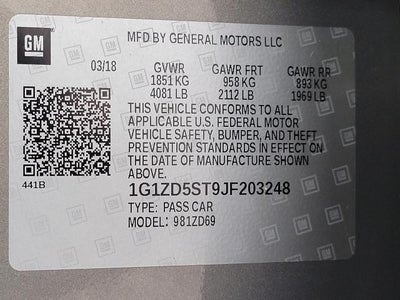 GM
MFD BY GENERAL MOTORS LLC
03/18 GVWR GAWR FRT GAWR RR
1851 KG 958 KG 893 KG
4081 LB 2112 LB 1969 LB
THIS VEHICLE CONFORMS TO ALL
APPLICABLE U.S. FEDERAL MOTOR
VEHICLE SAFETY, BUMPER, AND THEFT
PREVENTION STANDARDS IN EFFECT ON
THE DATE OF MANUFACTURE SHOWN
ABOVE.
441B
1G1ZD5ST9JF203248
TYPE: PASS CAR
MODEL: 981ZD69